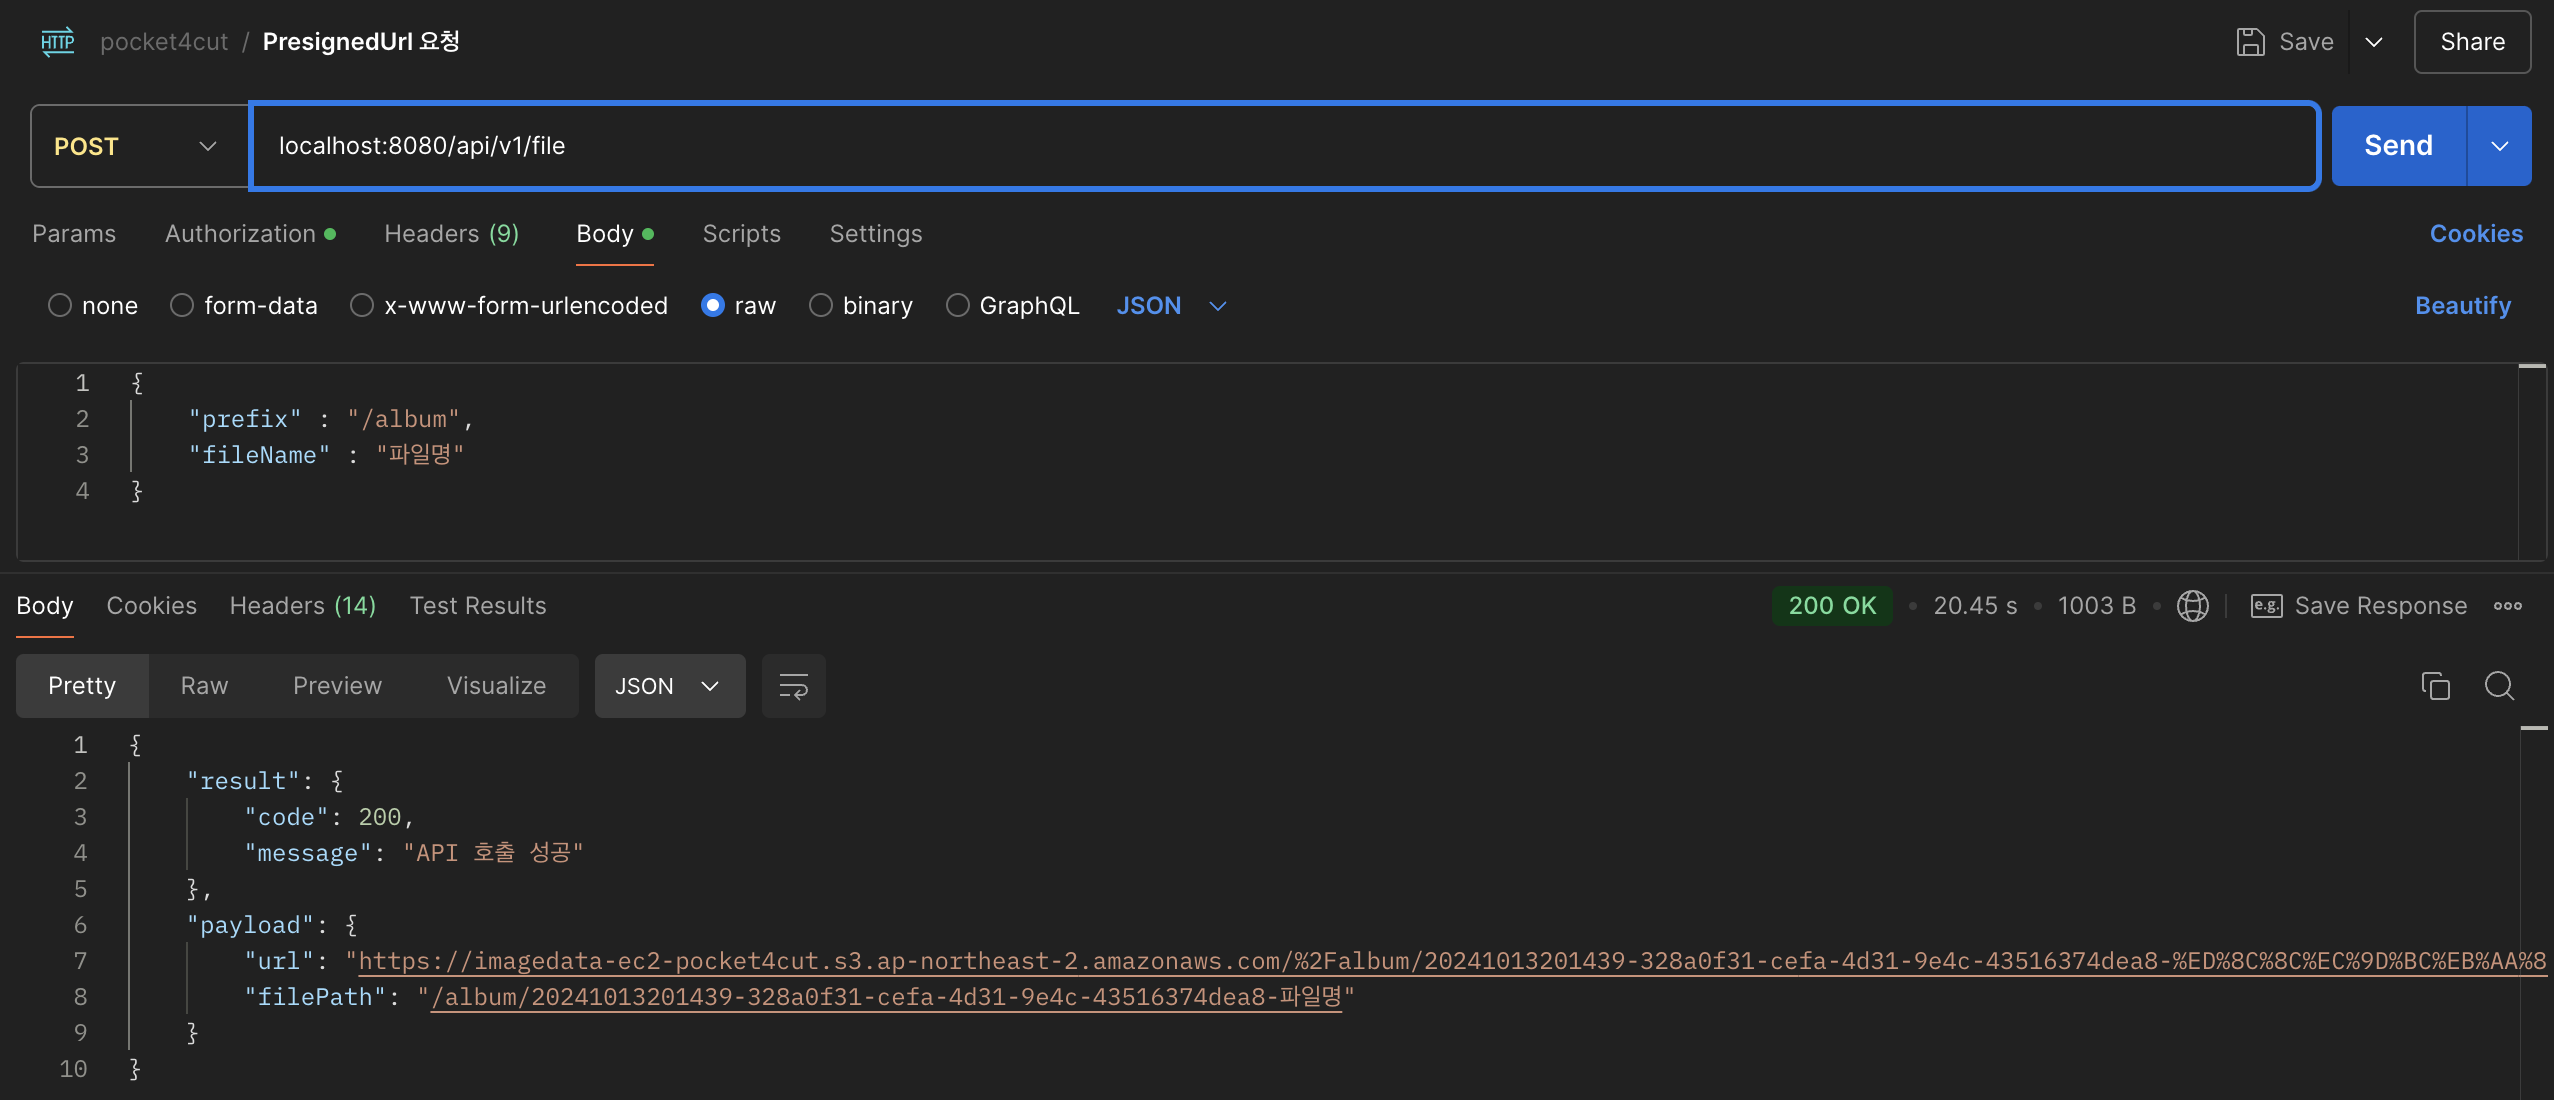 HTTP pocket4cut / PresignedUrl 요청 Save Share
POST localhost:8080/api/v1/file Send
Params Authorization Headers (9) Body Scripts Settings Cookies
none form-data x-www-form-urlencoded raw binary GraphQL JSON Beautify
1 {
2 "prefix" : "/album",
3 "fileName" : "파일명"
4 }
Body Cookies Headers (14) Test Results 200 OK • 20.45 s • 1003 B • e.g. Save Response
Pretty Raw Preview Visualize JSON
1 {
2 "result": {
3 "code": 200,
4 "message": "API 호출 성공"
5 },
6 "payload": {
7 "url": "https://imagedata-ec2-pocket4cut.s3.ap-northeast-2.amazonaws.com/%2Falbum/20241013201439-328a0f31-cefa-4d31-9e4c-43516374dea8-%ED%8C%8C%EC%9D%BC%EB%AA%8
8 "filePath": "/album/20241013201439-328a0f31-cefa-4d31-9e4c-43516374dea8-파일명"
9 }
10 }